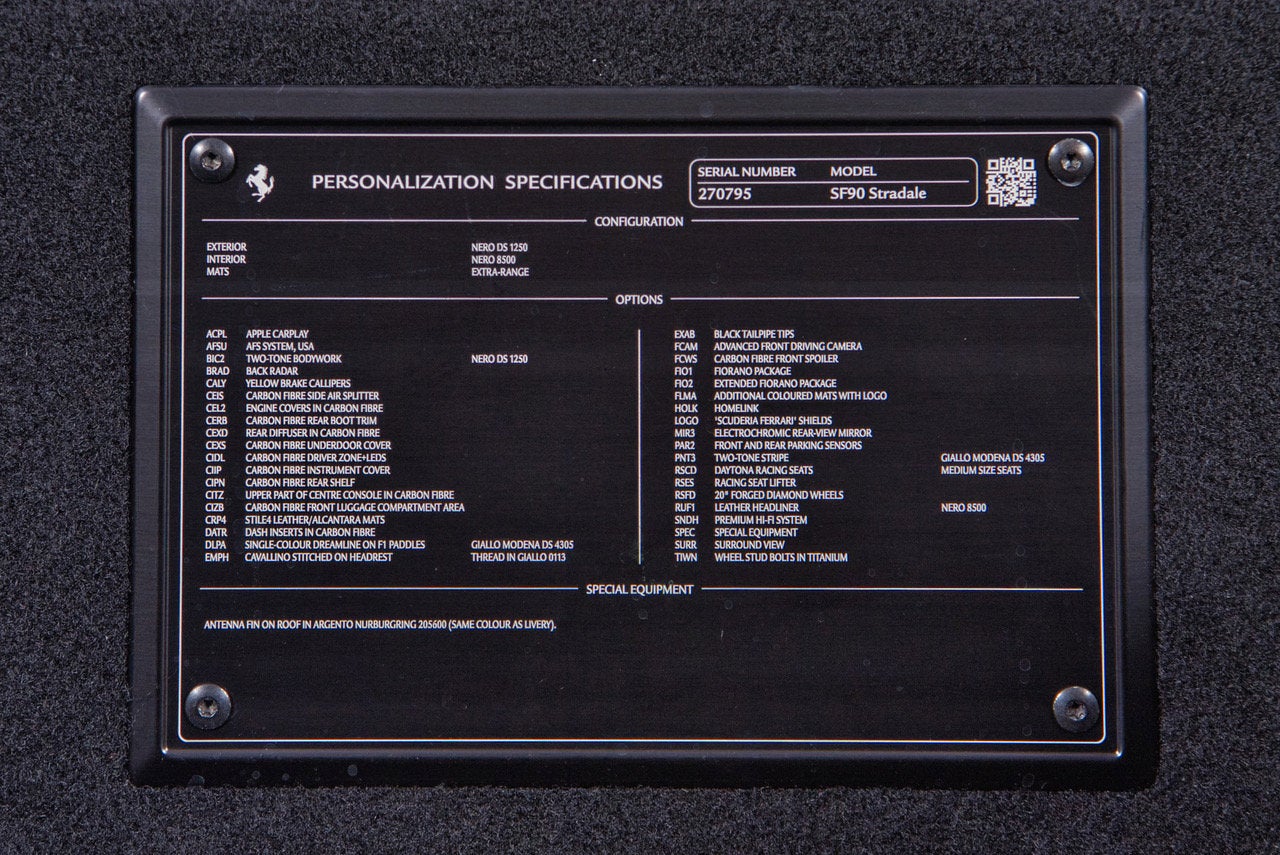 PERSONALIZATION SPECIFICATIONS
SERIAL NUMBER MODEL
270795 SF90 Stradale
CONFIGURATION
EXTERIOR NERO DS 1250
INTERIOR NERO 8500
MATS EXTRA-RANGE
OPTIONS
ACPL APPLE CARPLAY
AFSU AFS SYSTEM, USA
BIC2 TWO-TONE BODYWORK NERO DS 1250
BRAD BACK RADAR
CALY YELLOW BRAKE CALLIPERS
CEIS CARBON FIBRE SIDE AIR SPLITTER
CEL2 ENGINE COVERS IN CARBON FIBRE
CERB CARBON FIBRE REAR BOOT TRIM
CEXD REAR DIFFUSER IN CARBON FIBRE
CEXS CARBON FIBRE UNDERDOOR COVER
CIDL CARBON FIBRE DRIVER ZONE+LEDS
CIIP CARBON FIBRE INSTRUMENT COVER
CIPN CARBON FIBRE REAR SHELF
CITZ UPPER PART OF CENTRE CONSOLE IN CARBON FIBRE
CIZB CARBON FIBRE FRONT LUGGAGE COMPARTMENT AREA
CRP4 STILE4 LEATHER/ALCANTARA MATS
DATR DASH INSERTS IN CARBON FIBRE
DLPA SINGLE-COLOUR DREAMLINE ON F1 PADDLES GIALLO MODENA DS 4305
EMPH CAVALLINO STITCHED ON HEADREST THREAD IN GIALLO 0113
EXAB BLACK TAILPIPE TIPS
FCAM ADVANCED FRONT DRIVING CAMERA
FCWS CARBON FIBRE FRONT SPOILER
FIO1 FIORANO PACKAGE
FIO2 EXTENDED FIORANO PACKAGE
FLMA ADDITIONAL COLOURED MATS WITH LOGO
HOLK HOMELINK
LOGO 'SCUDERIA FERRARI' SHIELDS
MIR3 ELECTROCHROMIC REAR-VIEW MIRROR
PAR2 FRONT AND REAR PARKING SENSORS
PNT3 TWO-TONE STRIPE GIALLO MODENA DS 4305
RSCD DAYTONA RACING SEATS MEDIUM SIZE SEATS
RSES RACING SEAT LIFTER
RSFD 20" FORGED DIAMOND WHEELS
RUF1 LEATHER HEADLINER NERO 8500
SNDH PREMIUM HI-FI SYSTEM
SPEC SPECIAL EQUIPMENT
SURR SURROUND VIEW
TIWN WHEEL STUD BOLTS IN TITANIUM
SPECIAL EQUIPMENT
ANTENNA FIN ON ROOF IN ARGENTO NURBURGRING 205600 (SAME COLOUR AS LIVERY).